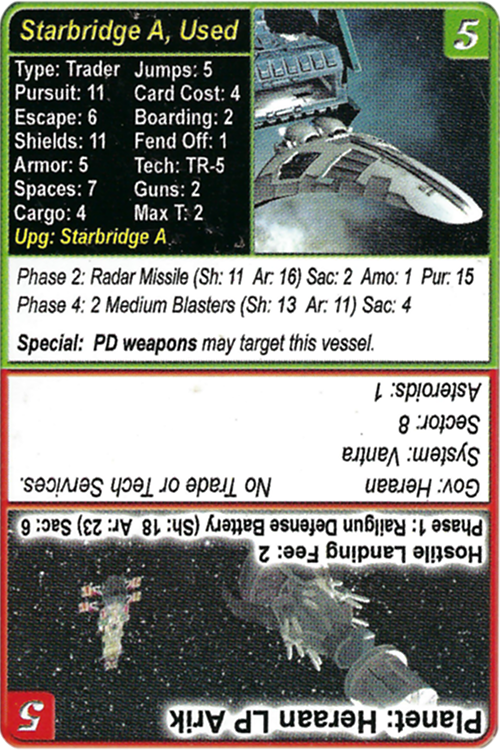 Starbridge A, Used
5
Type: Trader Jumps: 5
Pursuit: 11 Card Cost: 4
Escape: 6 Boarding: 2
Shields: 11 Fend Off: 1
Armor: 5 Tech: TR-5
Spaces: 7 Guns: 2
Cargo: 4 Max T: 2
Upg: Starbridge A
Phase 2: Radar Missile (Sh: 11 Ar: 16) Sac: 2 Amo: 1 Pur: 15
Phase 4: 2 Medium Blasters (Sh: 13 Ar: 11) Sac: 4
Special: PD weapons may target this vessel.
5
Planet: Heraan LP Arik
Hostile Landing Fee: 2
Phase 1: Railgun Defense Battery (Sh: 18 Ar: 23) Sac: 6
Gov: Heraan No Trade or Tech Services.
System: Vantra
Sector: 8
Asteroids: 1